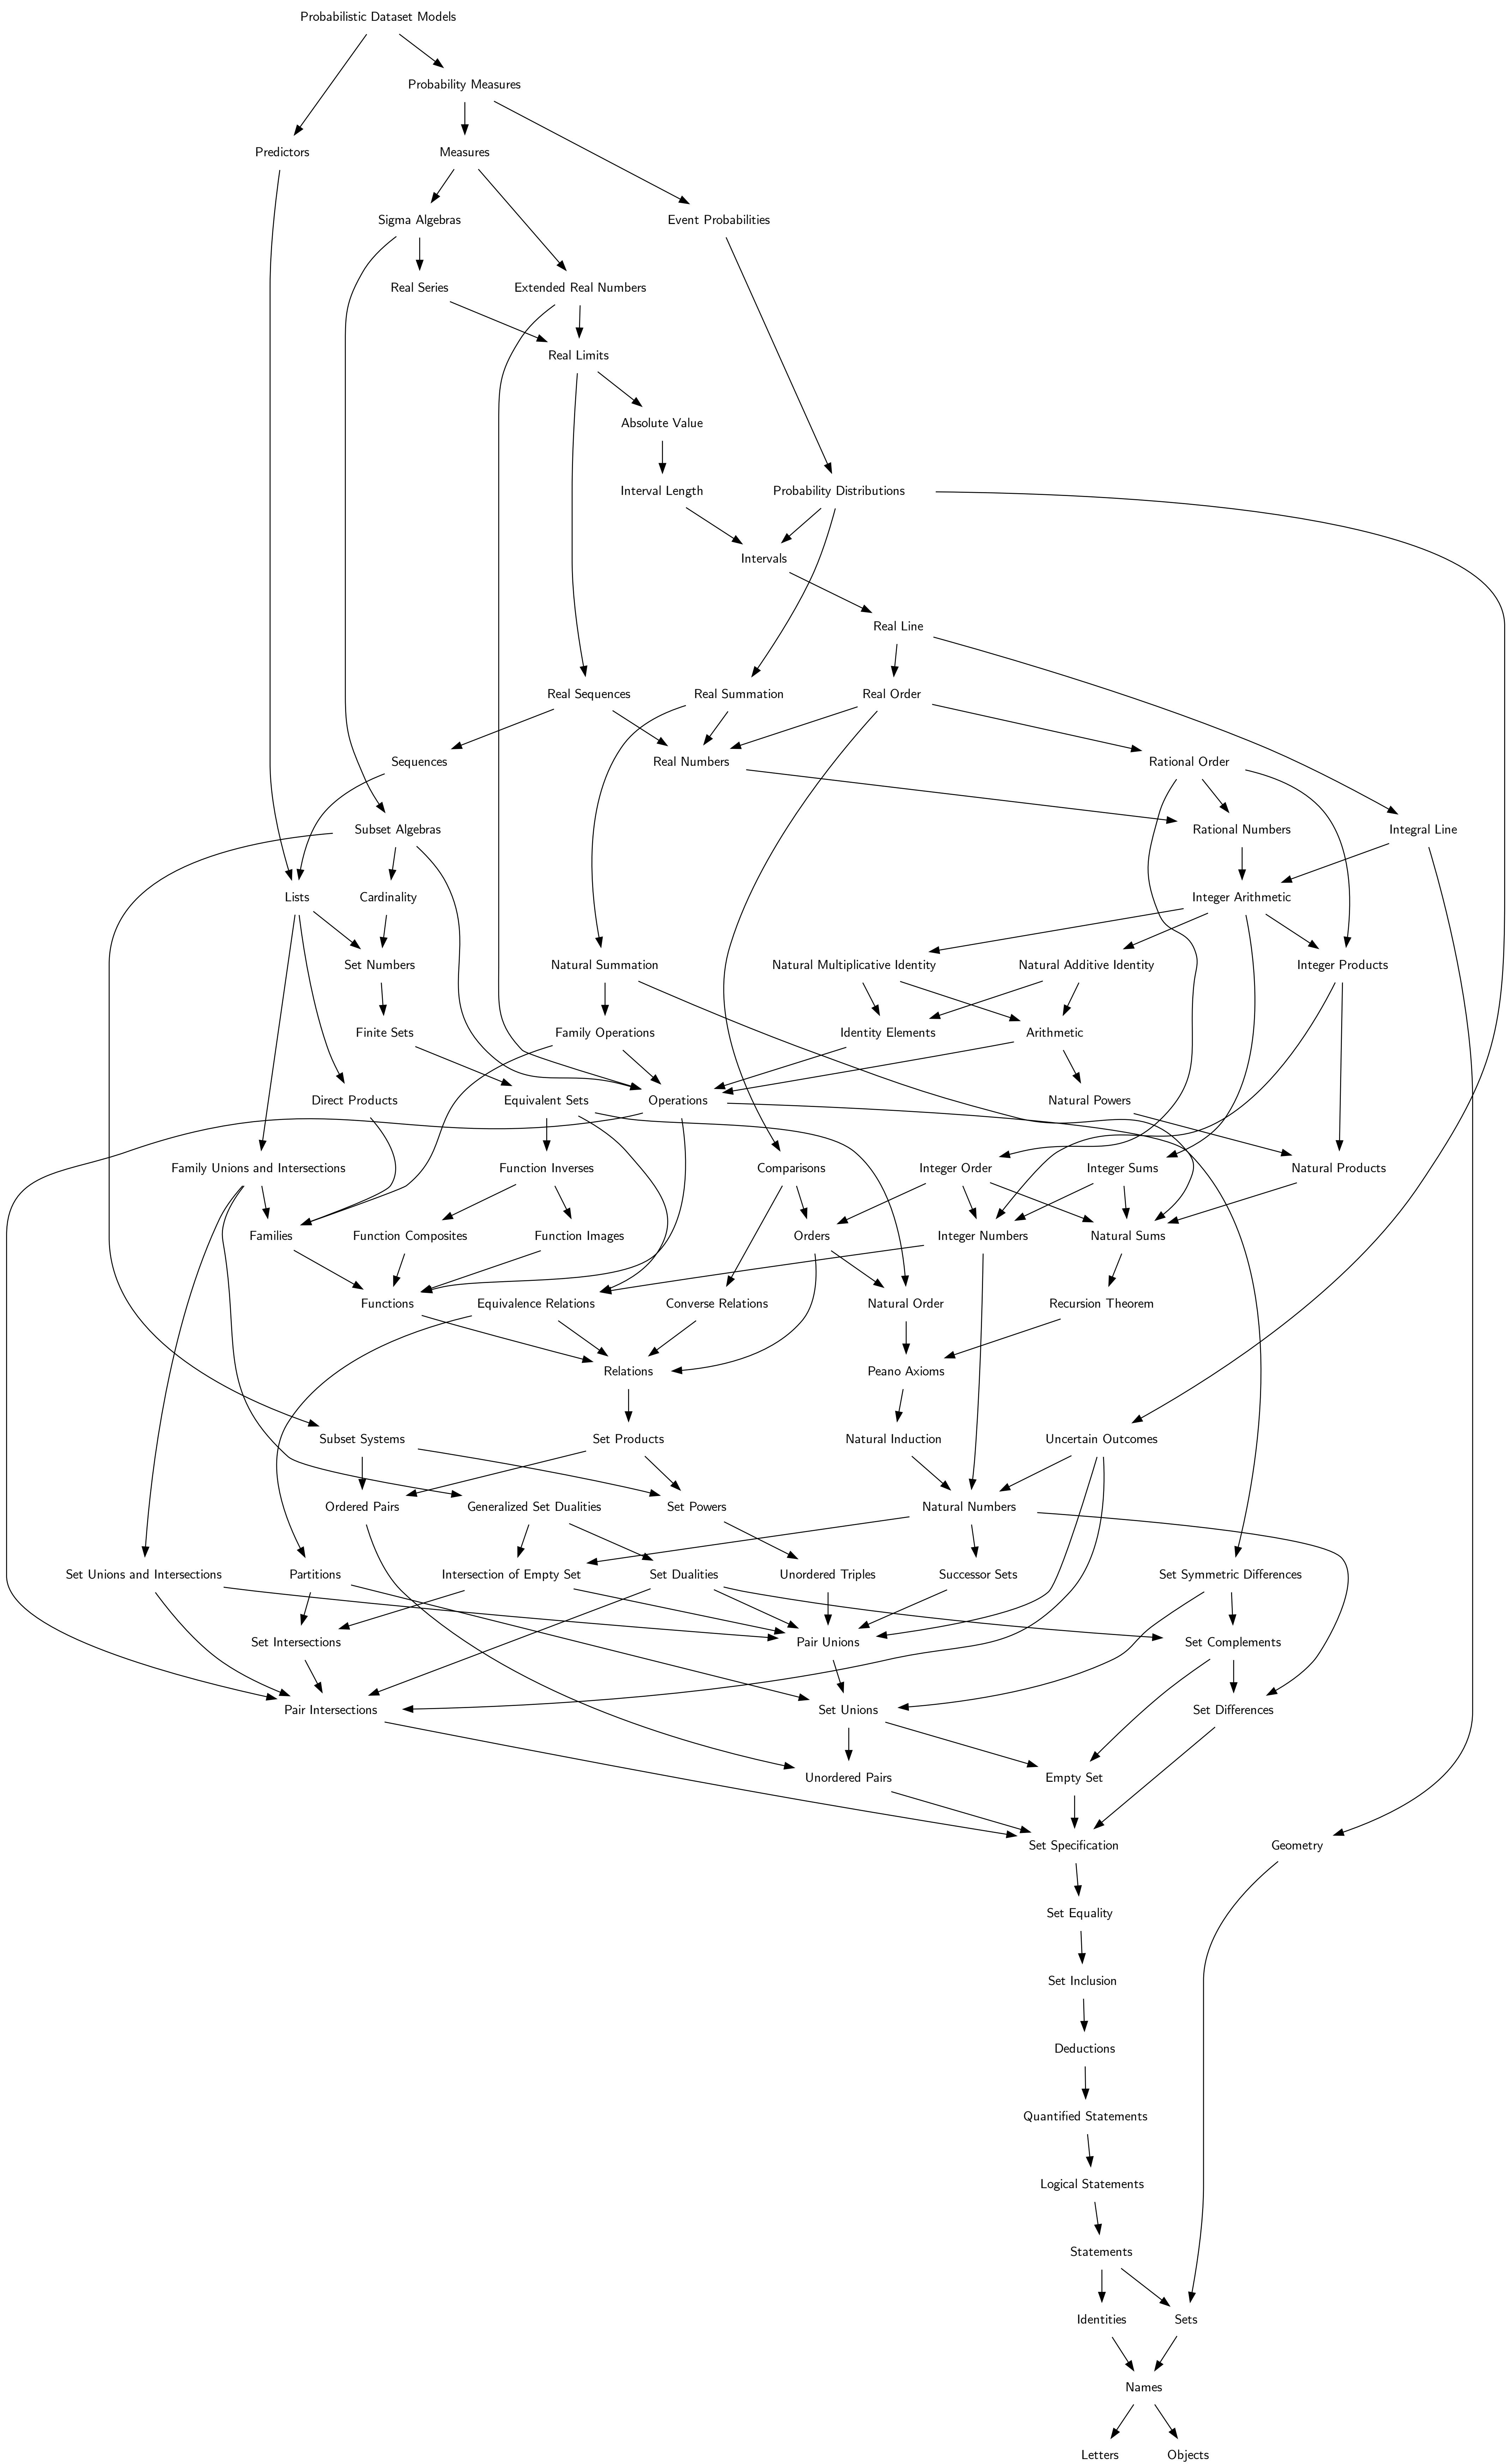 Probabilistic Dataset Models
Probability Measures
Predictors
Measures
Sigma Algebras
Event Probabilities
Real Series
Extended Real Numbers
Real Limits
Absolute Value
Interval Length
Probability Distributions
Intervals
Real Line
Real Sequences
Real Summation
Real Order
Sequences
Real Numbers
Rational Order
Subset Algebras
Rational Numbers
Integral Line
Lists
Cardinality
Integer Arithmetic
Set Numbers
Natural Summation
Natural Multiplicative Identity
Natural Additive Identity
Integer Products
Finite Sets
Family Operations
Identity Elements
Arithmetic
Direct Products
Equivalent Sets
Operations
Natural Powers
Family Unions and Intersections
Function Inverses
Comparisons
Integer Order
Integer Sums
Natural Products
Families
Function Composites
Function Images
Orders
Integer Numbers
Natural Sums
Functions
Equivalence Relations
Converse Relations
Natural Order
Recursion Theorem
Relations
Peano Axioms
Subset Systems
Set Products
Natural Induction
Uncertain Outcomes
Ordered Pairs
Generalized Set Dualities
Set Powers
Natural Numbers
Set Unions and Intersections
Partitions
Intersection of Empty Set
Set Dualities
Unordered Triples
Successor Sets
Set Symmetric Differences
Set Intersections
Pair Unions
Set Complements
Pair Intersections
Set Unions
Set Differences
Unordered Pairs
Empty Set
Set Specification
Geometry
Set Equality
Set Inclusion
Deductions
Quantified Statements
Logical Statements
Statements
Identities
Sets
Names
Letters
Objects